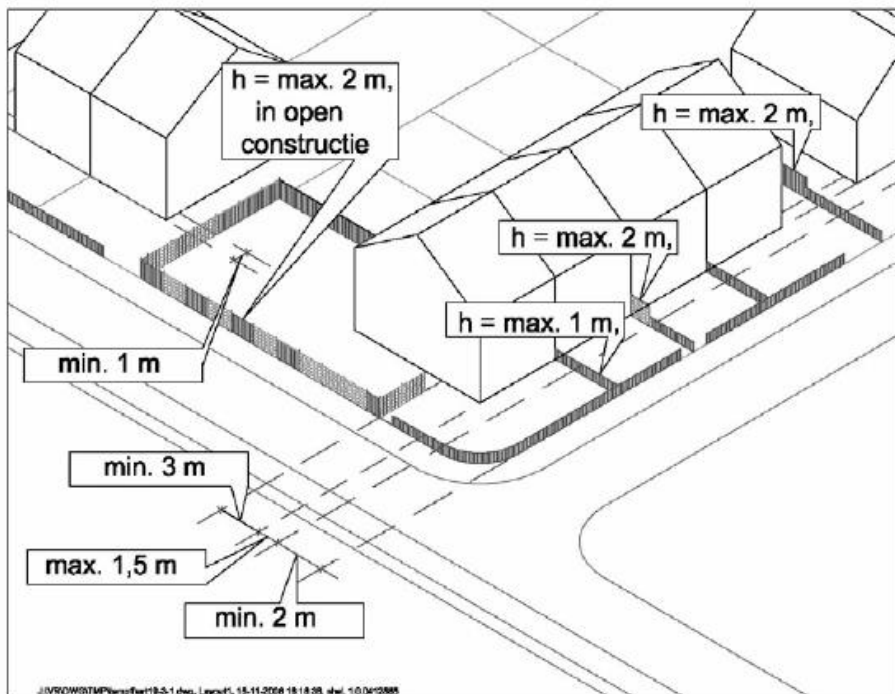 h = max. 2 m,
in open
constructie
h = max. 2 m,
h = max. 2 m,
h = max. 1 m,
min. 1 m
min. 3 m
max. 1,5 m
min. 2 m